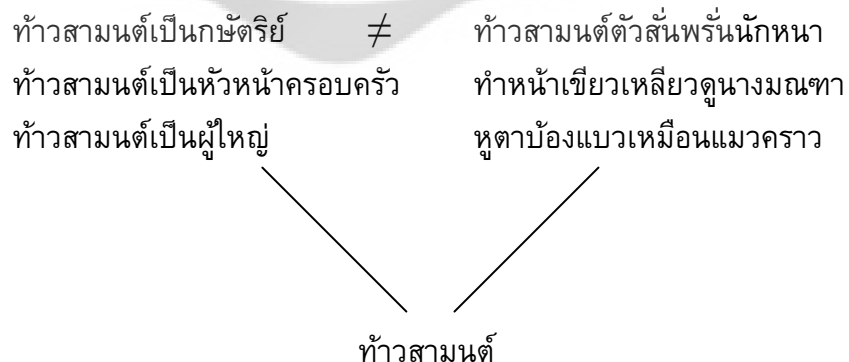 ท้าวสามนต์เป็นกษัตริย์ ≠ ท้าวสามนต์ตัวสั่นพรั่นนักหนา
ท้าวสามนต์เป็นหัวหน้าครอบครัว ทำหน้าเขียวเหลียวดูนางมณฑา
ท้าวสามนต์เป็นผู้ใหญ่ หูตาบ้องแบวเหมือนแมวคราว
ท้าวสามนต์